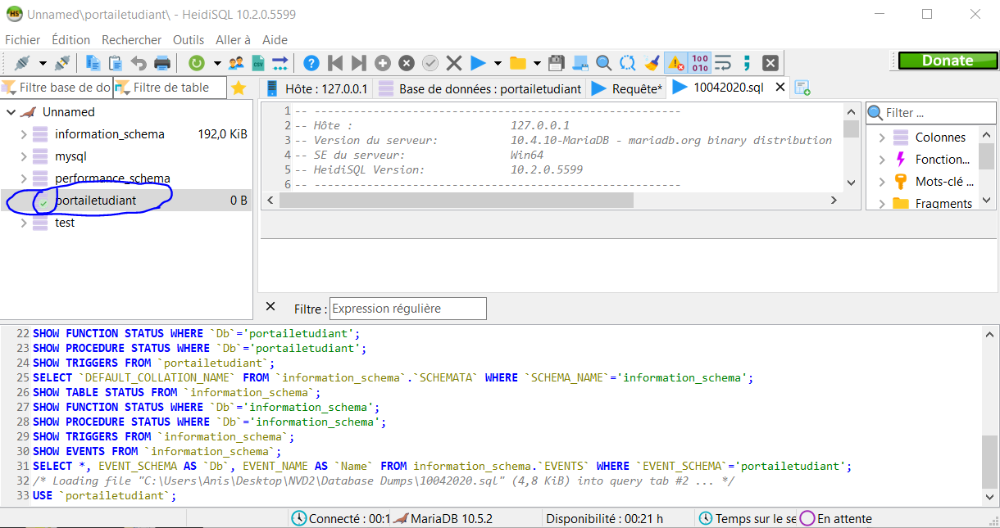 Unnamed\portailetudiant\ - HeidiSQL 10.2.0.5599
Fichier Édition Rechercher Outils Aller à Aide
Donate
Filtre base de do Filtre de table
Hôte : 127.0.0.1 Base de données : portailetudiant Requête* 10042020.sql
Unnamed
information_schema 192,0 KiB
mysql
performance_schema
portailetudiant 0 B
test
1 -- --------------------------------------------------------
2 -- Hôte : 127.0.0.1
3 -- Version du serveur: 10.4.10-MariaDB - mariadb.org binary distribution
4 -- SE du serveur: Win64
5 -- HeidiSQL Version: 10.2.0.5599
6 -- --------------------------------------------------------
Filtrer ...
Colonnes
Fonction...
Mots-clé ...
Fragments
Filtre : Expression régulière
22 SHOW FUNCTION STATUS WHERE `Db`='portailetudiant';
23 SHOW PROCEDURE STATUS WHERE `Db`='portailetudiant';
24 SHOW TRIGGERS FROM `portailetudiant`;
25 SELECT `DEFAULT_COLLATION_NAME` FROM `information_schema`.`SCHEMATA` WHERE `SCHEMA_NAME`='information_schema';
26 SHOW TABLE STATUS FROM `information_schema`;
27 SHOW FUNCTION STATUS WHERE `Db`='information_schema';
28 SHOW PROCEDURE STATUS WHERE `Db`='information_schema';
29 SHOW TRIGGERS FROM `information_schema`;
30 SHOW EVENTS FROM `information_schema`;
31 SELECT *, EVENT_SCHEMA AS `Db`, EVENT_NAME AS `Name` FROM information_schema.`EVENTS` WHERE `EVENT_SCHEMA`='portailetudiant';
32 /* Loading file "C:\Users\Anis\Desktop\NVD2\Database Dumps\10042020.sql" (4,8 KiB) into query tab #2 ... */
33 USE `portailetudiant`;
Connecté : 00:1 MariaDB 10.5.2 Disponibilité : 00:21 h Temps sur le se En attente